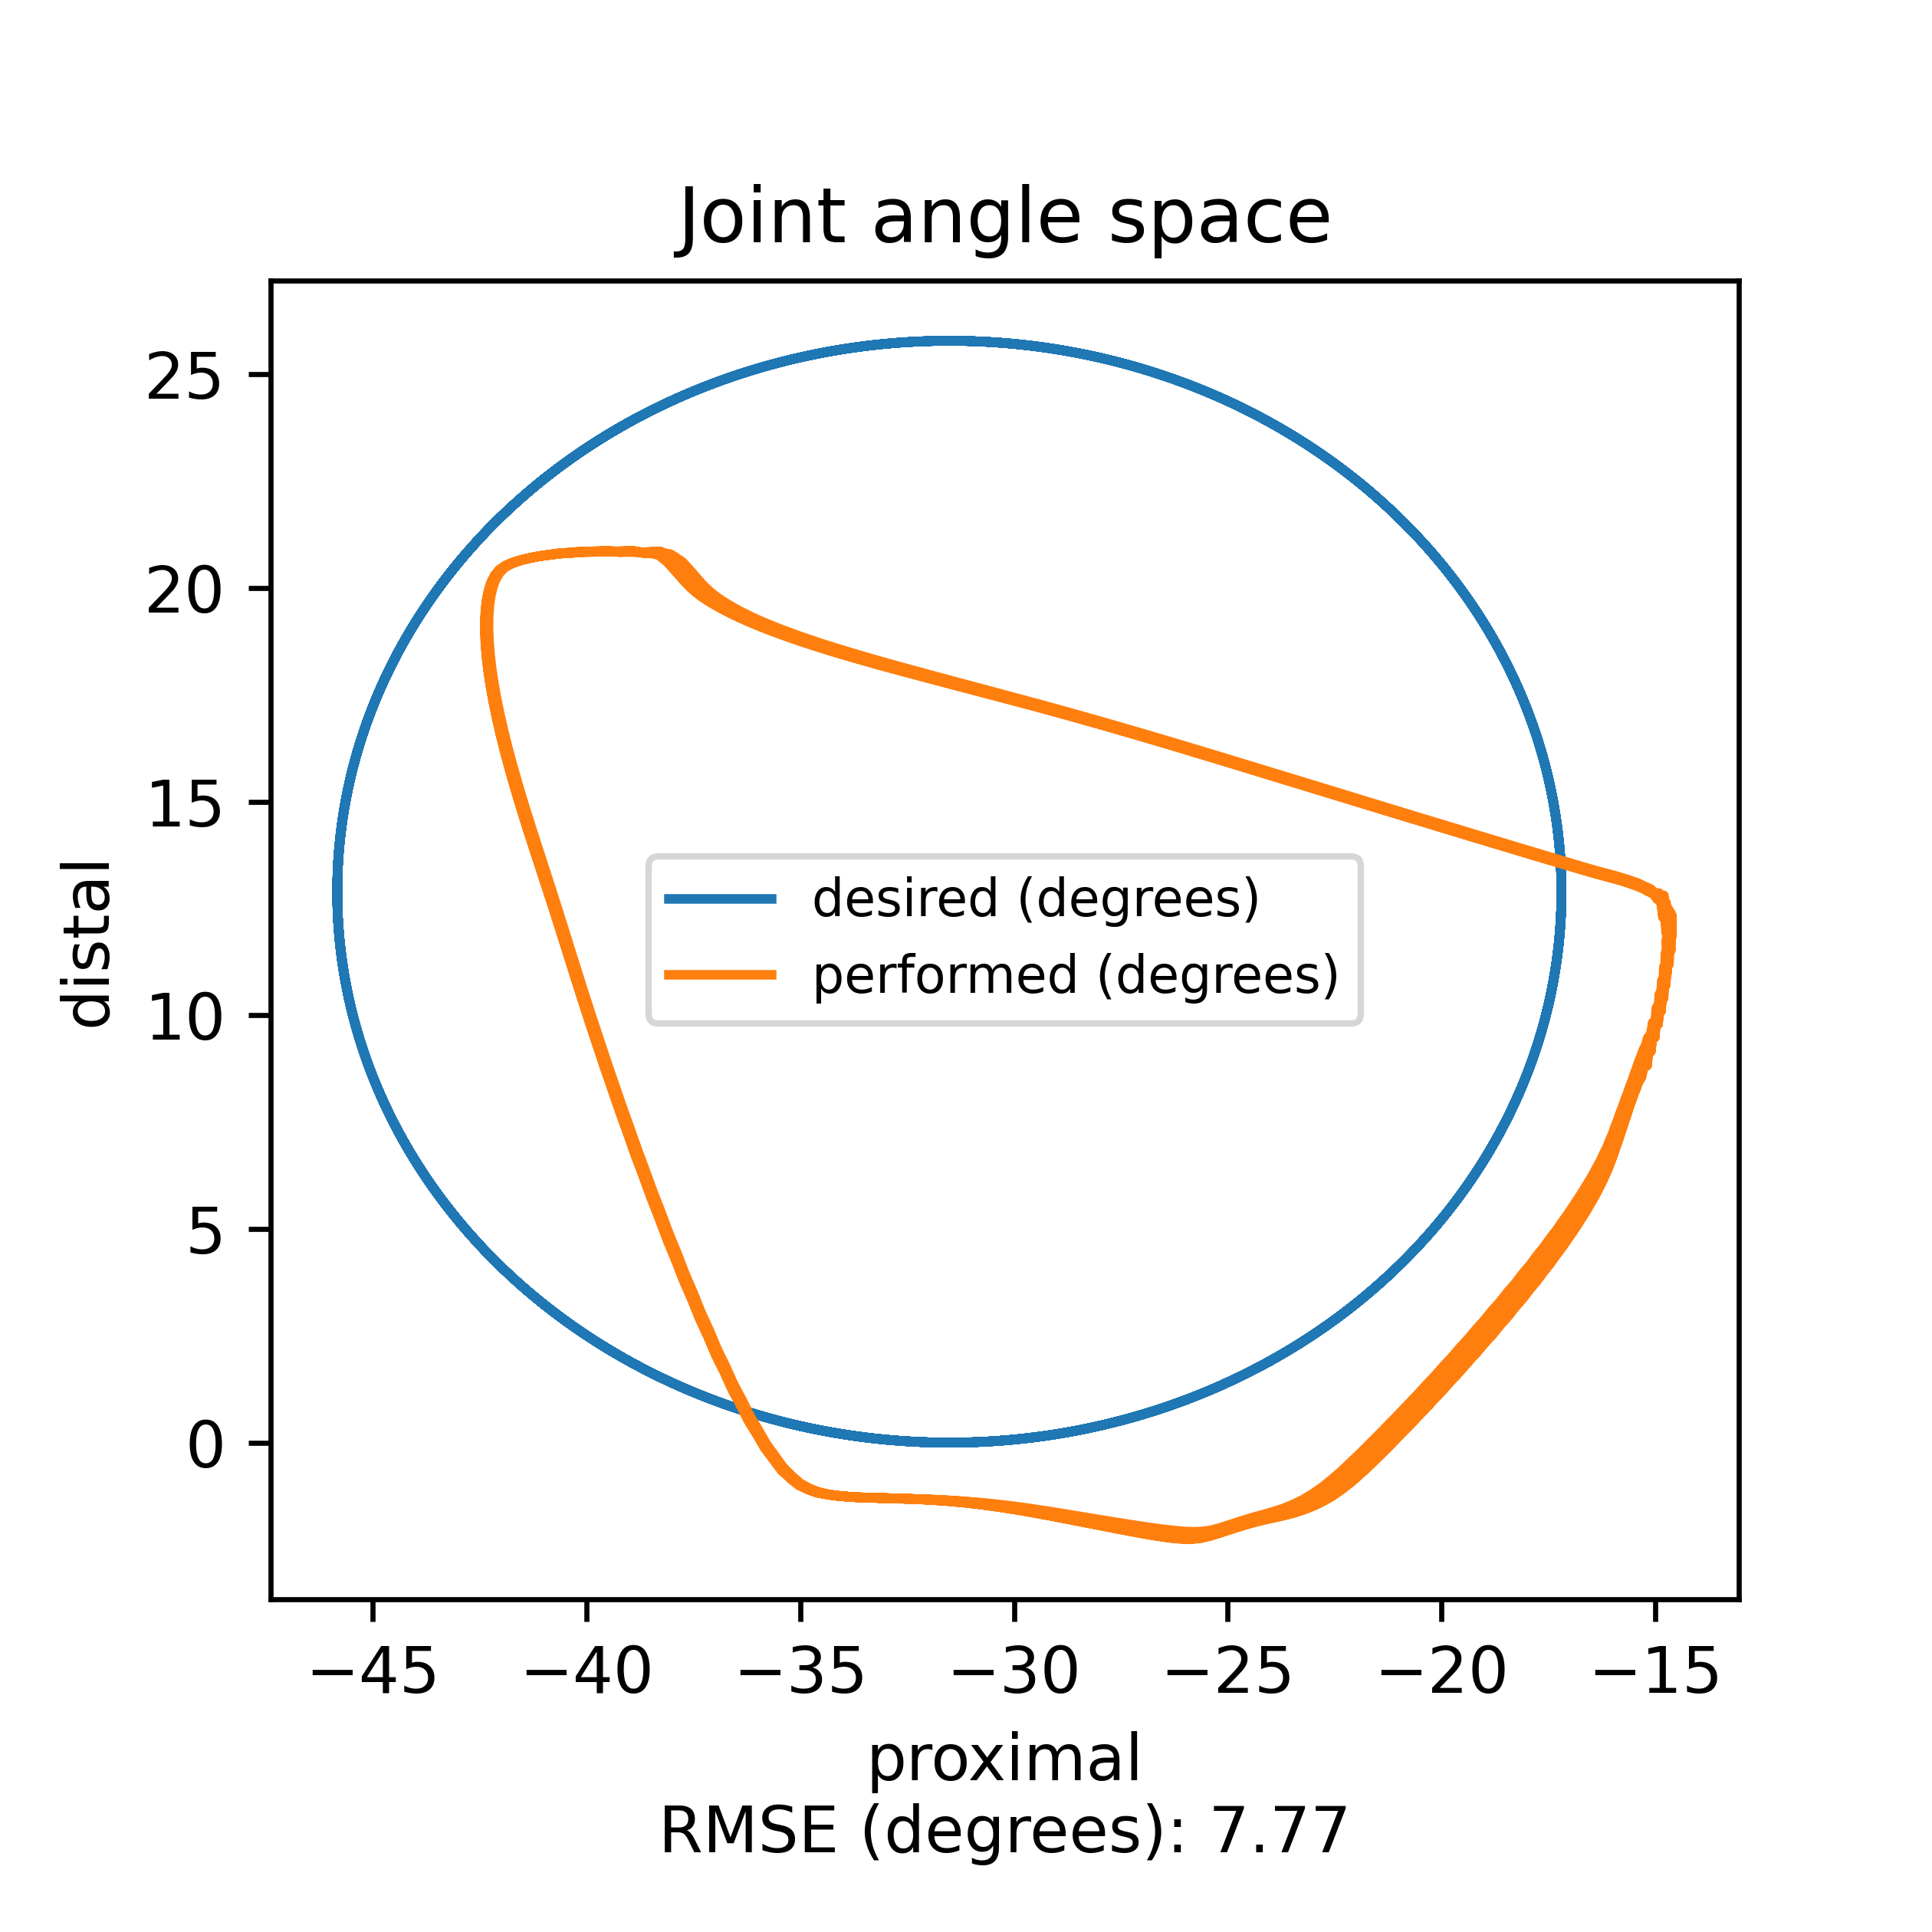 Joint angle space
25
20
15
10
5
0
distal
desired (degrees)
performed (degrees)
−45 −40 −35 −30 −25 −20 −15
proximal
RMSE (degrees): 7.77